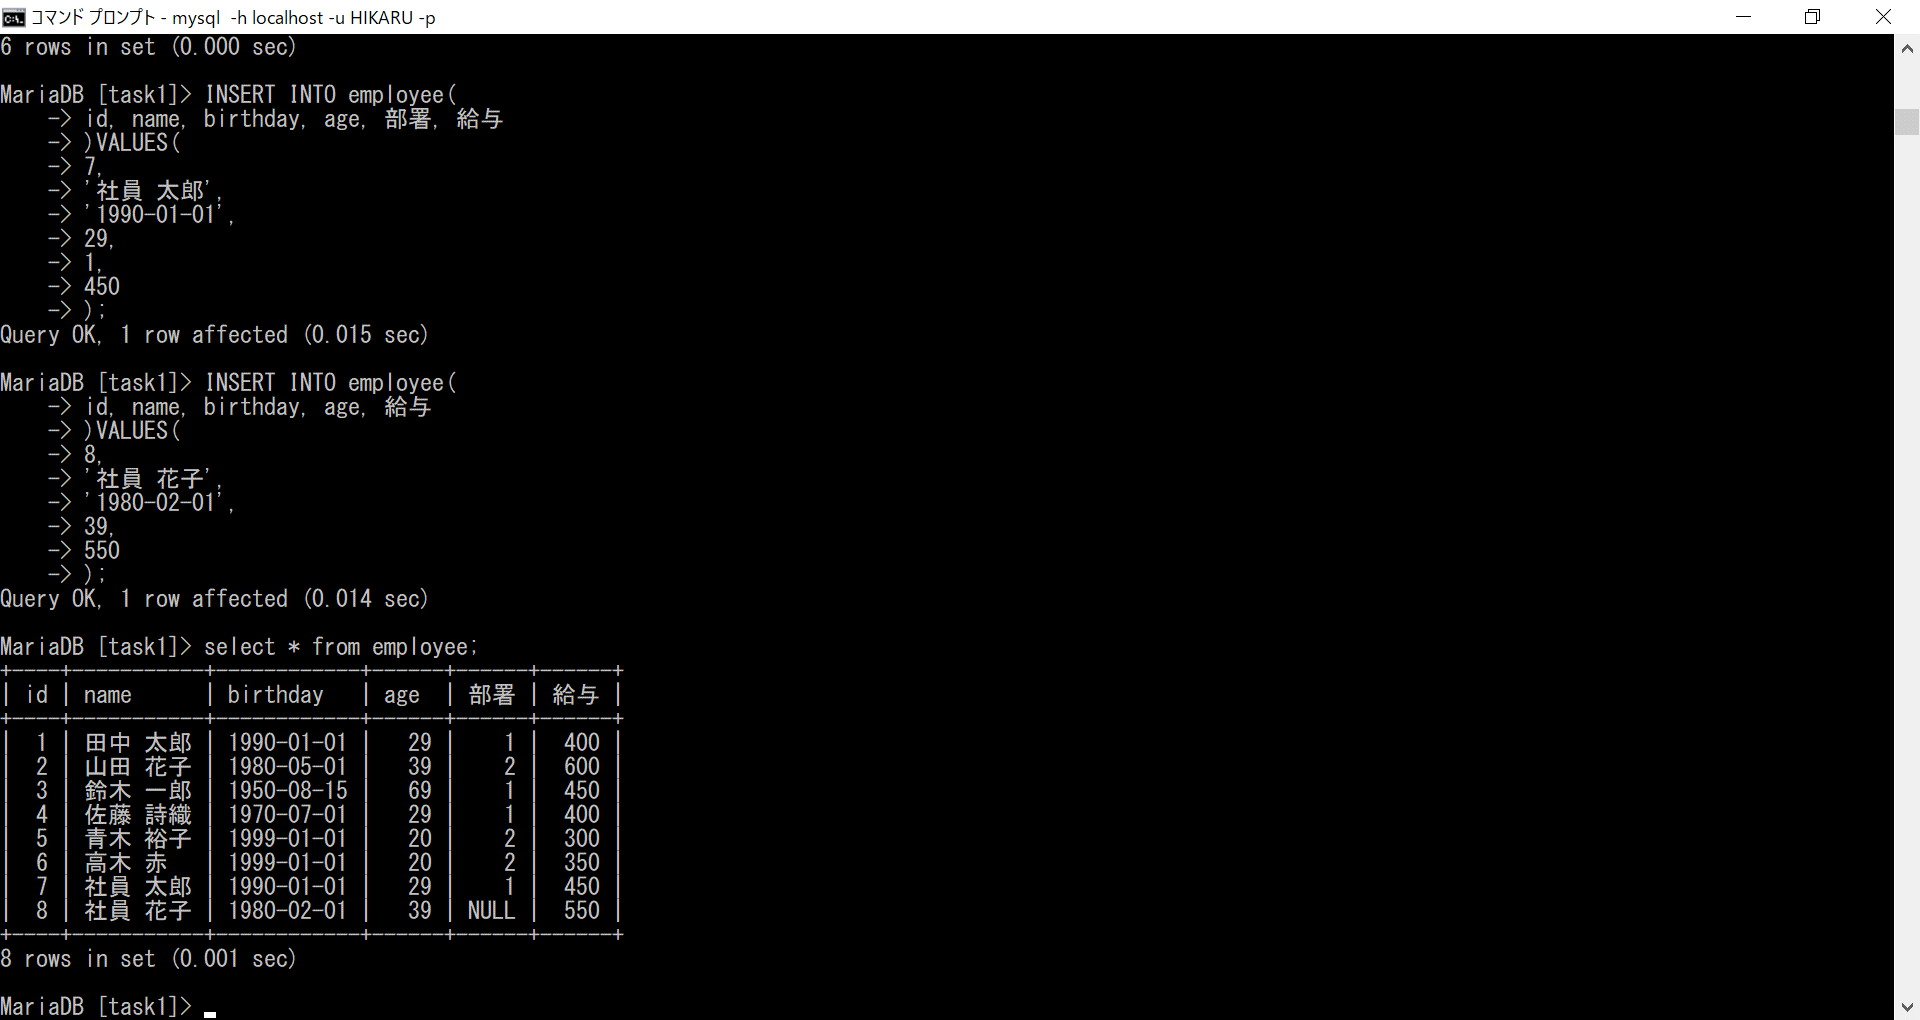 コマンド プロンプト - mysql  -h localhost -u HIKARU -p
6 rows in set (0.000 sec)
MariaDB [task1]> INSERT INTO employee(
    -> id, name, birthday, age, 部署, 給与
    -> )VALUES(
    -> 7,
    -> '社員 太郎',
    -> '1990-01-01',
    -> 29,
    -> 1,
    -> 450
    -> );
Query OK, 1 row affected (0.015 sec)
MariaDB [task1]> INSERT INTO employee(
    -> id, name, birthday, age, 給与
    -> )VALUES(
    -> 8,
    -> '社員 花子',
    -> '1980-02-01',
    -> 39,
    -> 550
    -> );
Query OK, 1 row affected (0.014 sec)
MariaDB [task1]> select * from employee;
+----+-----------+------------+------+------+------+
| id | name      | birthday   | age  | 部署 | 給与 |
+----+-----------+------------+------+------+------+
|  1 | 田中 太郎 | 1990-01-01 |   29 |    1 |  400 |
|  2 | 山田 花子 | 1980-05-01 |   39 |    2 |  600 |
|  3 | 鈴木 一郎 | 1950-08-15 |   69 |    1 |  450 |
|  4 | 佐藤 詩織 | 1970-07-01 |   29 |    1 |  400 |
|  5 | 青木 裕子 | 1999-01-01 |   20 |    2 |  300 |
|  6 | 高木 赤   | 1999-01-01 |   20 |    2 |  350 |
|  7 | 社員 太郎 | 1990-01-01 |   29 |    1 |  450 |
|  8 | 社員 花子 | 1980-02-01 |   39 | NULL |  550 |
+----+-----------+------------+------+------+------+
8 rows in set (0.001 sec)
MariaDB [task1]>